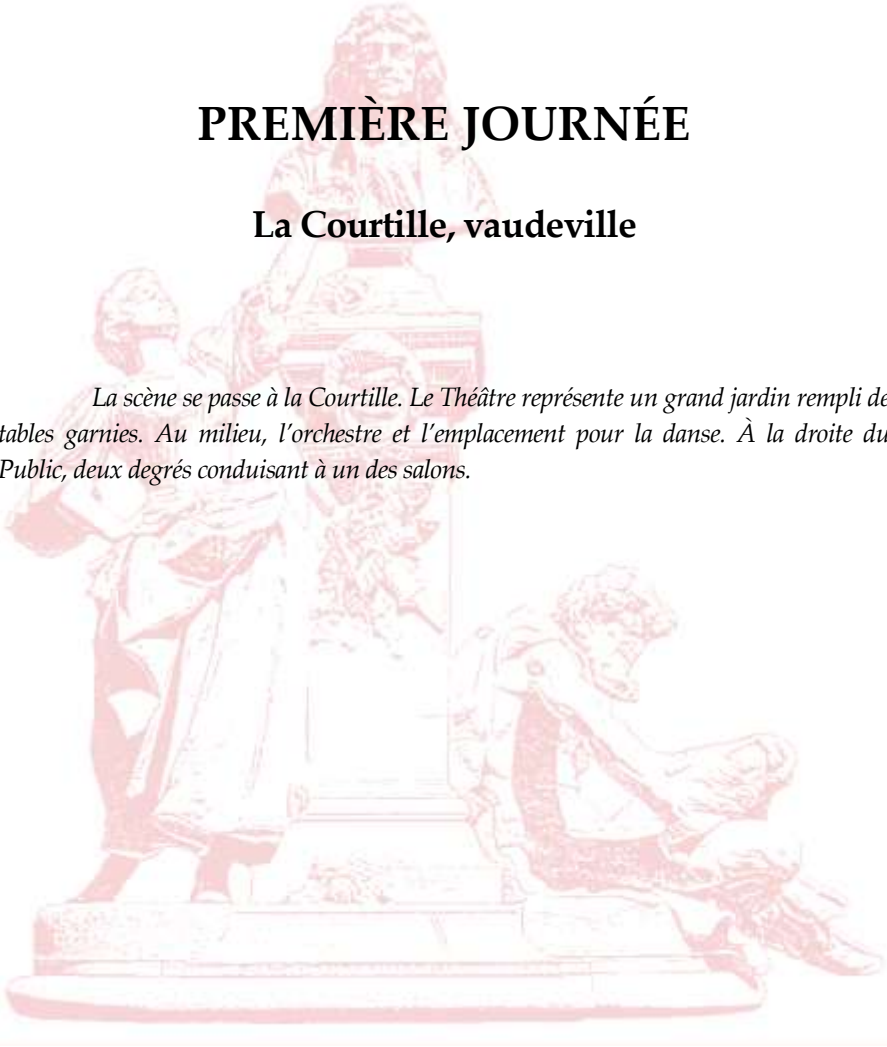 PREMIÈRE JOURNÉE
La Courtille, vaudeville
La scène se passe à la Courtille. Le Théâtre représente un grand jardin rempli de
tables garnies. Au milieu, l’orchestre et l’emplacement pour la danse. À la droite du
Public, deux degrés conduisant à un des salons.